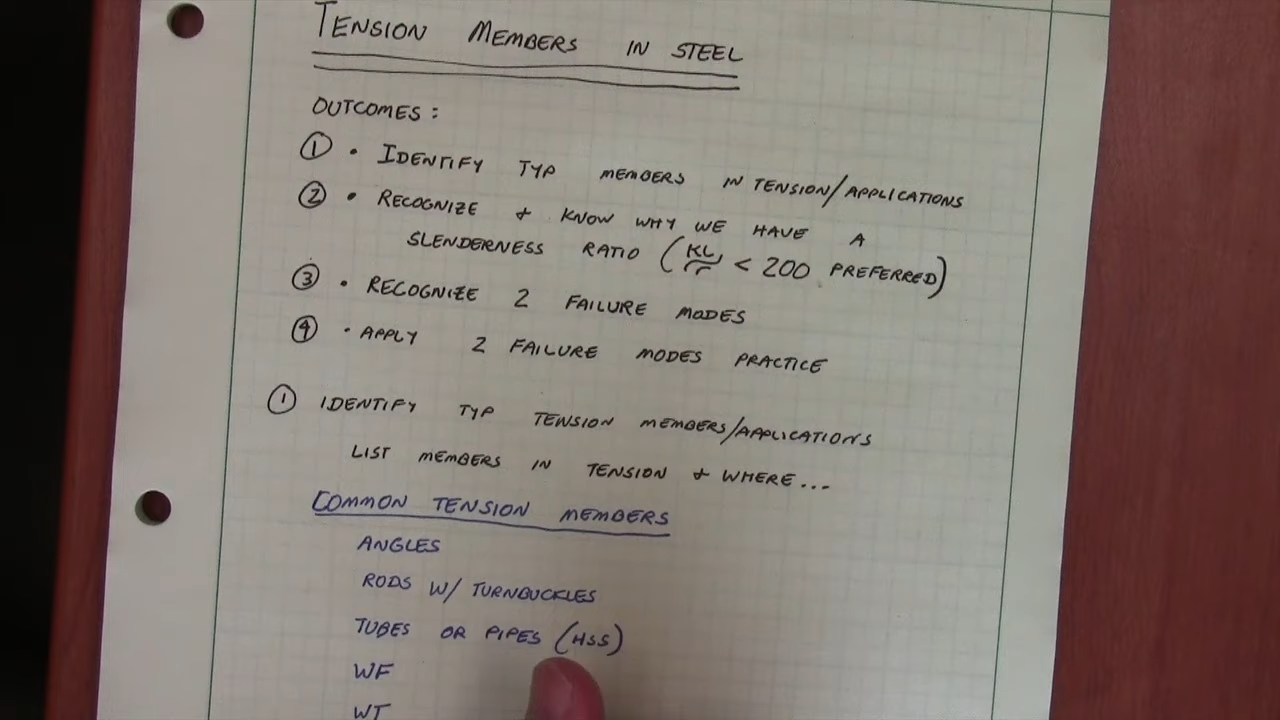 TENSION MEMBERS IN STEEL
OUTCOMES:
① • IDENTIFY TYP MEMBERS IN TENSION/APPLICATIONS
② • RECOGNIZE & KNOW WHY WE HAVE A
SLENDERNESS RATIO (KL/r < 200 PREFERRED)
③ • RECOGNIZE 2 FAILURE MODES
④ • APPLY 2 FAILURE MODES PRACTICE
① IDENTIFY TYP TENSION MEMBERS/APPLICATIONS
LIST MEMBERS IN TENSION & WHERE...
COMMON TENSION MEMBERS
ANGLES
RODS W/ TURNBUCKLES
TUBES OR PIPES (HSS)
WF
WT